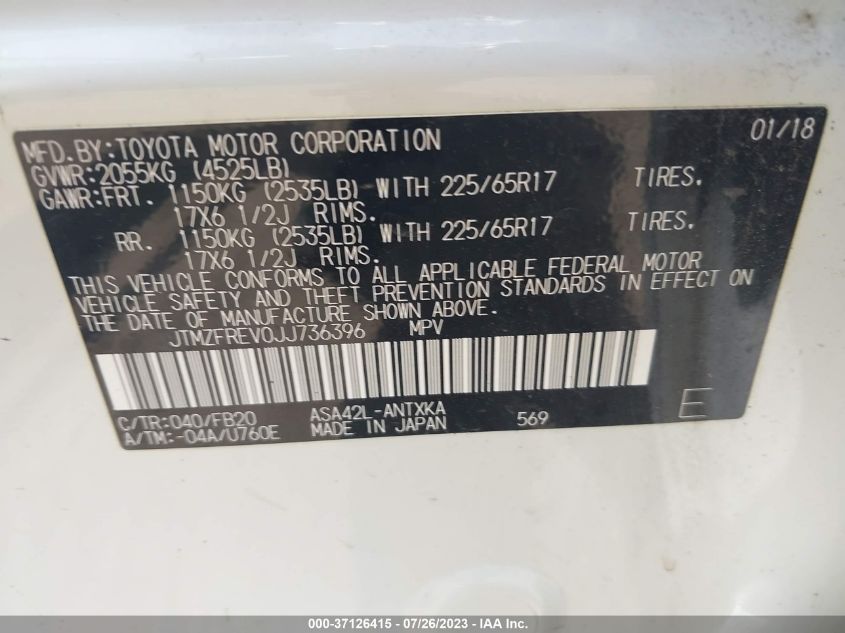 MFD.BY:TOYOTA MOTOR CORPORATION 01/18
GVWR:2055KG (4525LB)
GAWR:FRT. 1150KG (2535LB) WITH 225/65R17 TIRES.
17X6 1/2J RIMS.
RR. 1150KG (2535LB) WITH 225/65R17 TIRES.
17X6 1/2J RIMS.
THIS VEHICLE CONFORMS TO ALL APPLICABLE FEDERAL MOTOR
VEHICLE SAFETY AND THEFT PREVENTION STANDARDS IN EFFECT ON
THE DATE OF MANUFACTURE SHOWN ABOVE.
JTMZFREV0JJ736396 MPV
C/TR:040/FB20 ASA42L-ANTXKA
A/TM:-04A/U760E MADE IN JAPAN 569 E
000-37126415 - 07/26/2023 - IAA Inc.